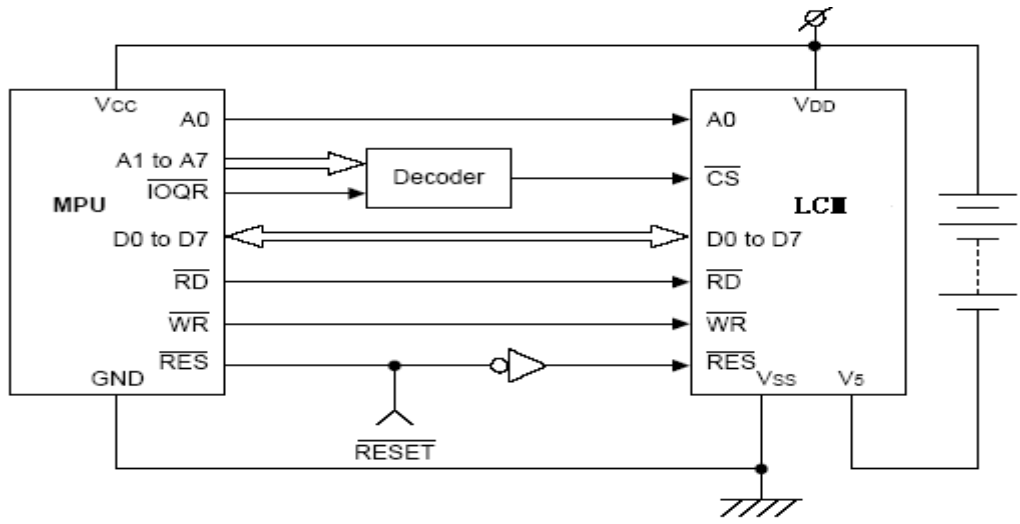 VCC
VDD
A0
A0
A1 to A7
IOQR
Decoder
CS
MPU
LCM
D0 to D7
D0 to D7
RD
RD
WR
WR
RES
RES
GND
VSS
V5
RESET